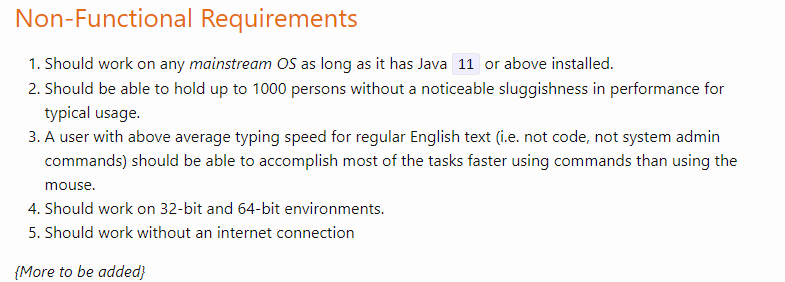 Non-Functional Requirements
1. Should work on any mainstream OS as long as it has Java 11 or above installed.
2. Should be able to hold up to 1000 persons without a noticeable sluggishness in performance for
typical usage.
3. A user with above average typing speed for regular English text (i.e. not code, not system admin
commands) should be able to accomplish most of the tasks faster using commands than using the
mouse.
4. Should work on 32-bit and 64-bit environments.
5. Should work without an internet connection
{More to be added}